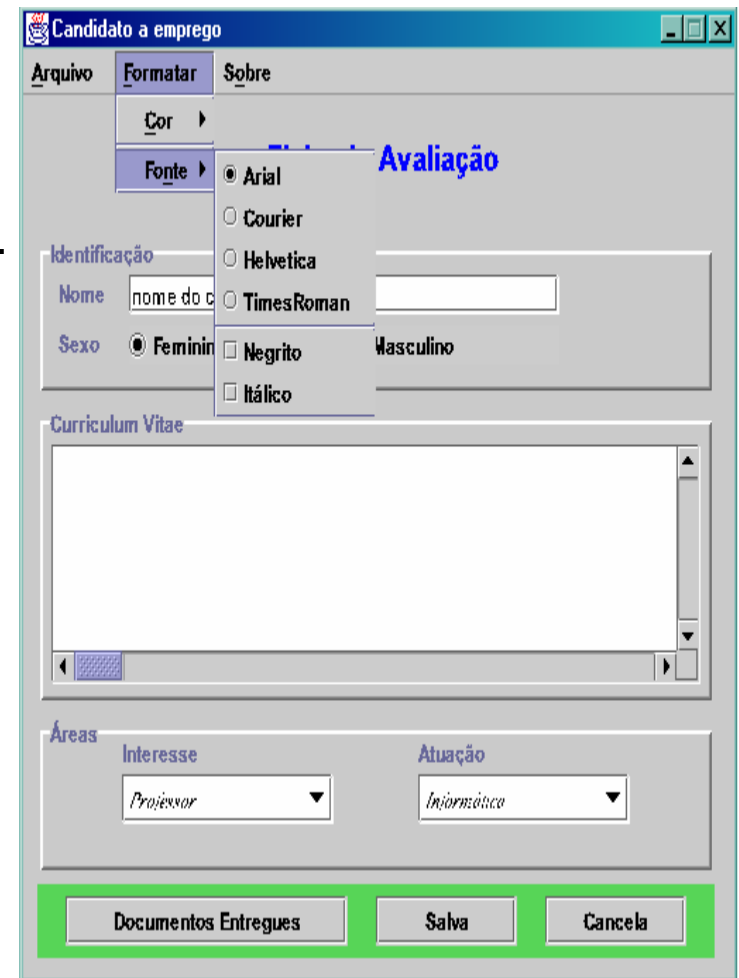 Candidato a emprego
Arquivo Formatar Sobre
Cor
Avaliação
Fonte
Arial
Courier
Identificação
Helvetica
Nome nome do c
TimesRoman
Sexo Feminin Masculino
Negrito
Itálico
Curriculum Vitae
Áreas
Interesse Atuação
Professor Informática
Documentos Entregues Salva Cancela